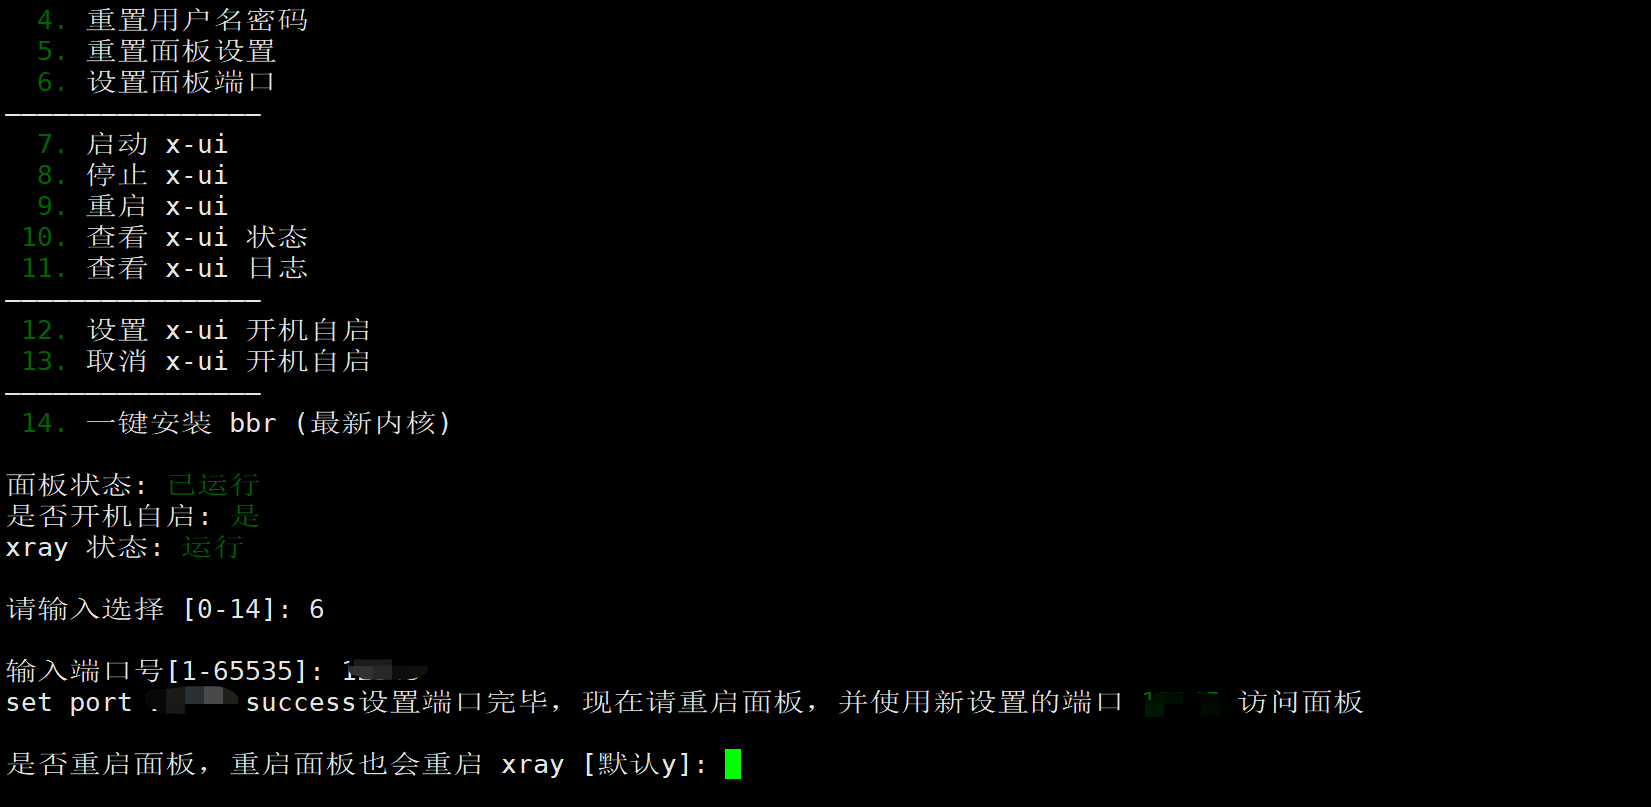 4. 重置用户名密码
5. 重置面板设置
6. 设置面板端口
————————————————
7. 启动 x-ui
8. 停止 x-ui
9. 重启 x-ui
10. 查看 x-ui 状态
11. 查看 x-ui 日志
————————————————
12. 设置 x-ui 开机自启
13. 取消 x-ui 开机自启
————————————————
14. 一键安装 bbr (最新内核)
面板状态: 已运行
是否开机自启: 是
xray 状态: 运行
请输入选择 [0-14]: 6
输入端口号[1-65535]:
set port success设置端口完毕，现在请重启面板，并使用新设置的端口 访问面板
是否重启面板，重启面板也会重启 xray [默认y]: